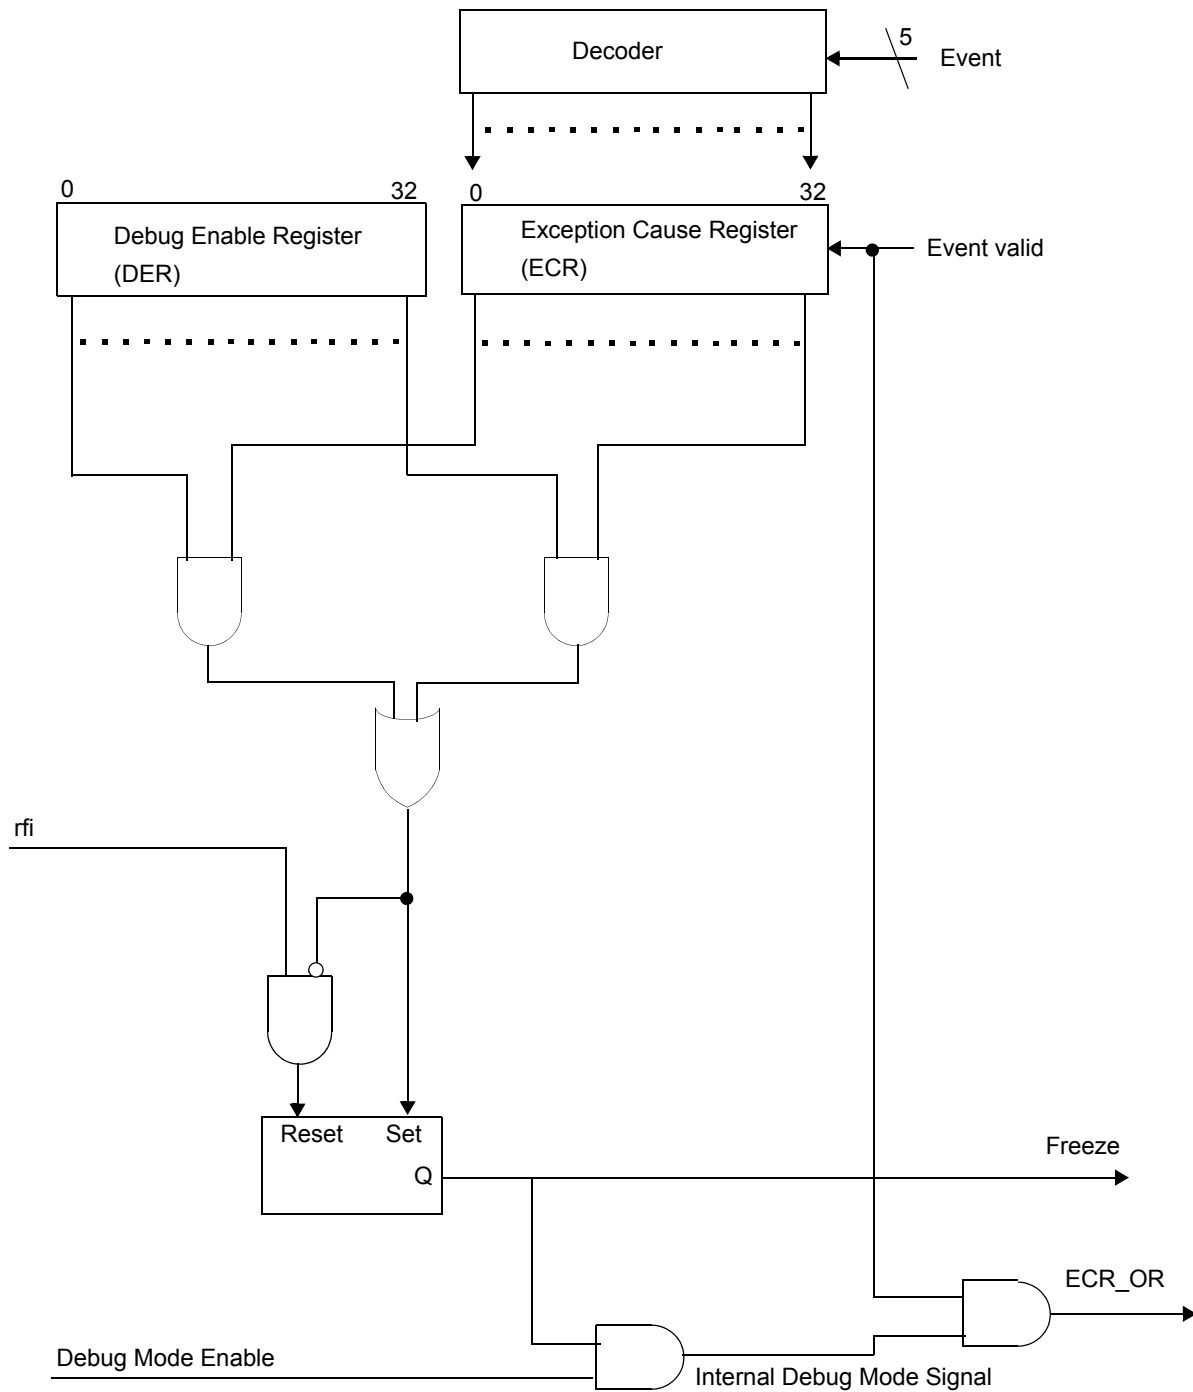 5
Decoder
Event
0
32
0
32
Debug Enable Register
(DER)
Exception Cause Register
(ECR)
Event valid
rfi
Reset
Set
Q
Freeze
ECR_OR
Debug Mode Enable
Internal Debug Mode Signal